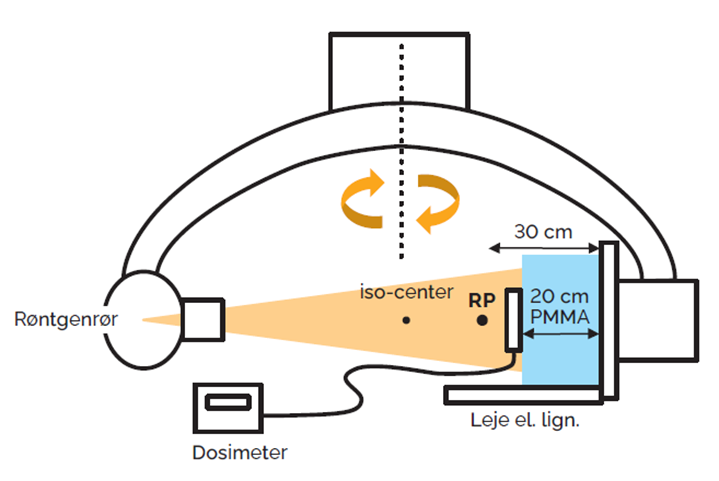 30 cm
iso-center
RP
20 cm
PMMA
Røntgenrør
Leje el. lign.
Dosimeter